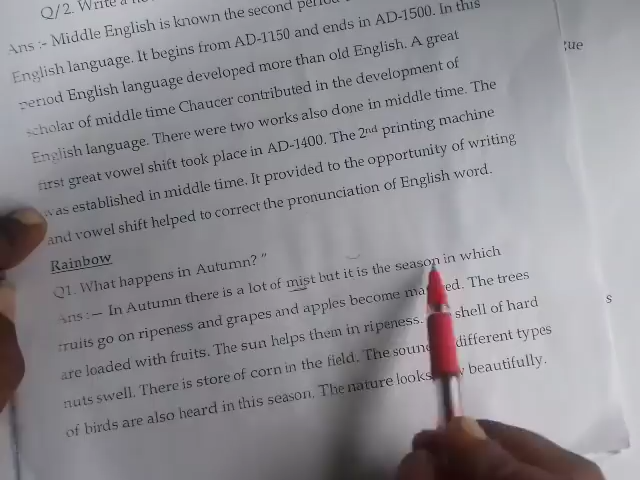 Q/2. Write a
Ans :- Middle English is known the second period
English language. It begins from AD-1150 and ends in AD-1500. In this
period English language developed more than old English. A great
scholar of middle time Chaucer contributed in the development of
English language. There were two works also done in middle time. The
first great vowel shift took place in AD-1400. The 2nd printing machine
was established in middle time. It provided to the opportunity of writing
and vowel shift helped to correct the pronunciation of English word.
Rainbow
Q1. What happens in Autumn? "
Ans :— In Autumn there is a lot of mist but it is the season in which
fruits go on ripeness and grapes and apples become The trees
are loaded with fruits. The sun helps them in ripeness. shell of hard
nuts swell. There is store of corn in the field. The different types
of birds are also heard in this season. The nature looks beautifully.